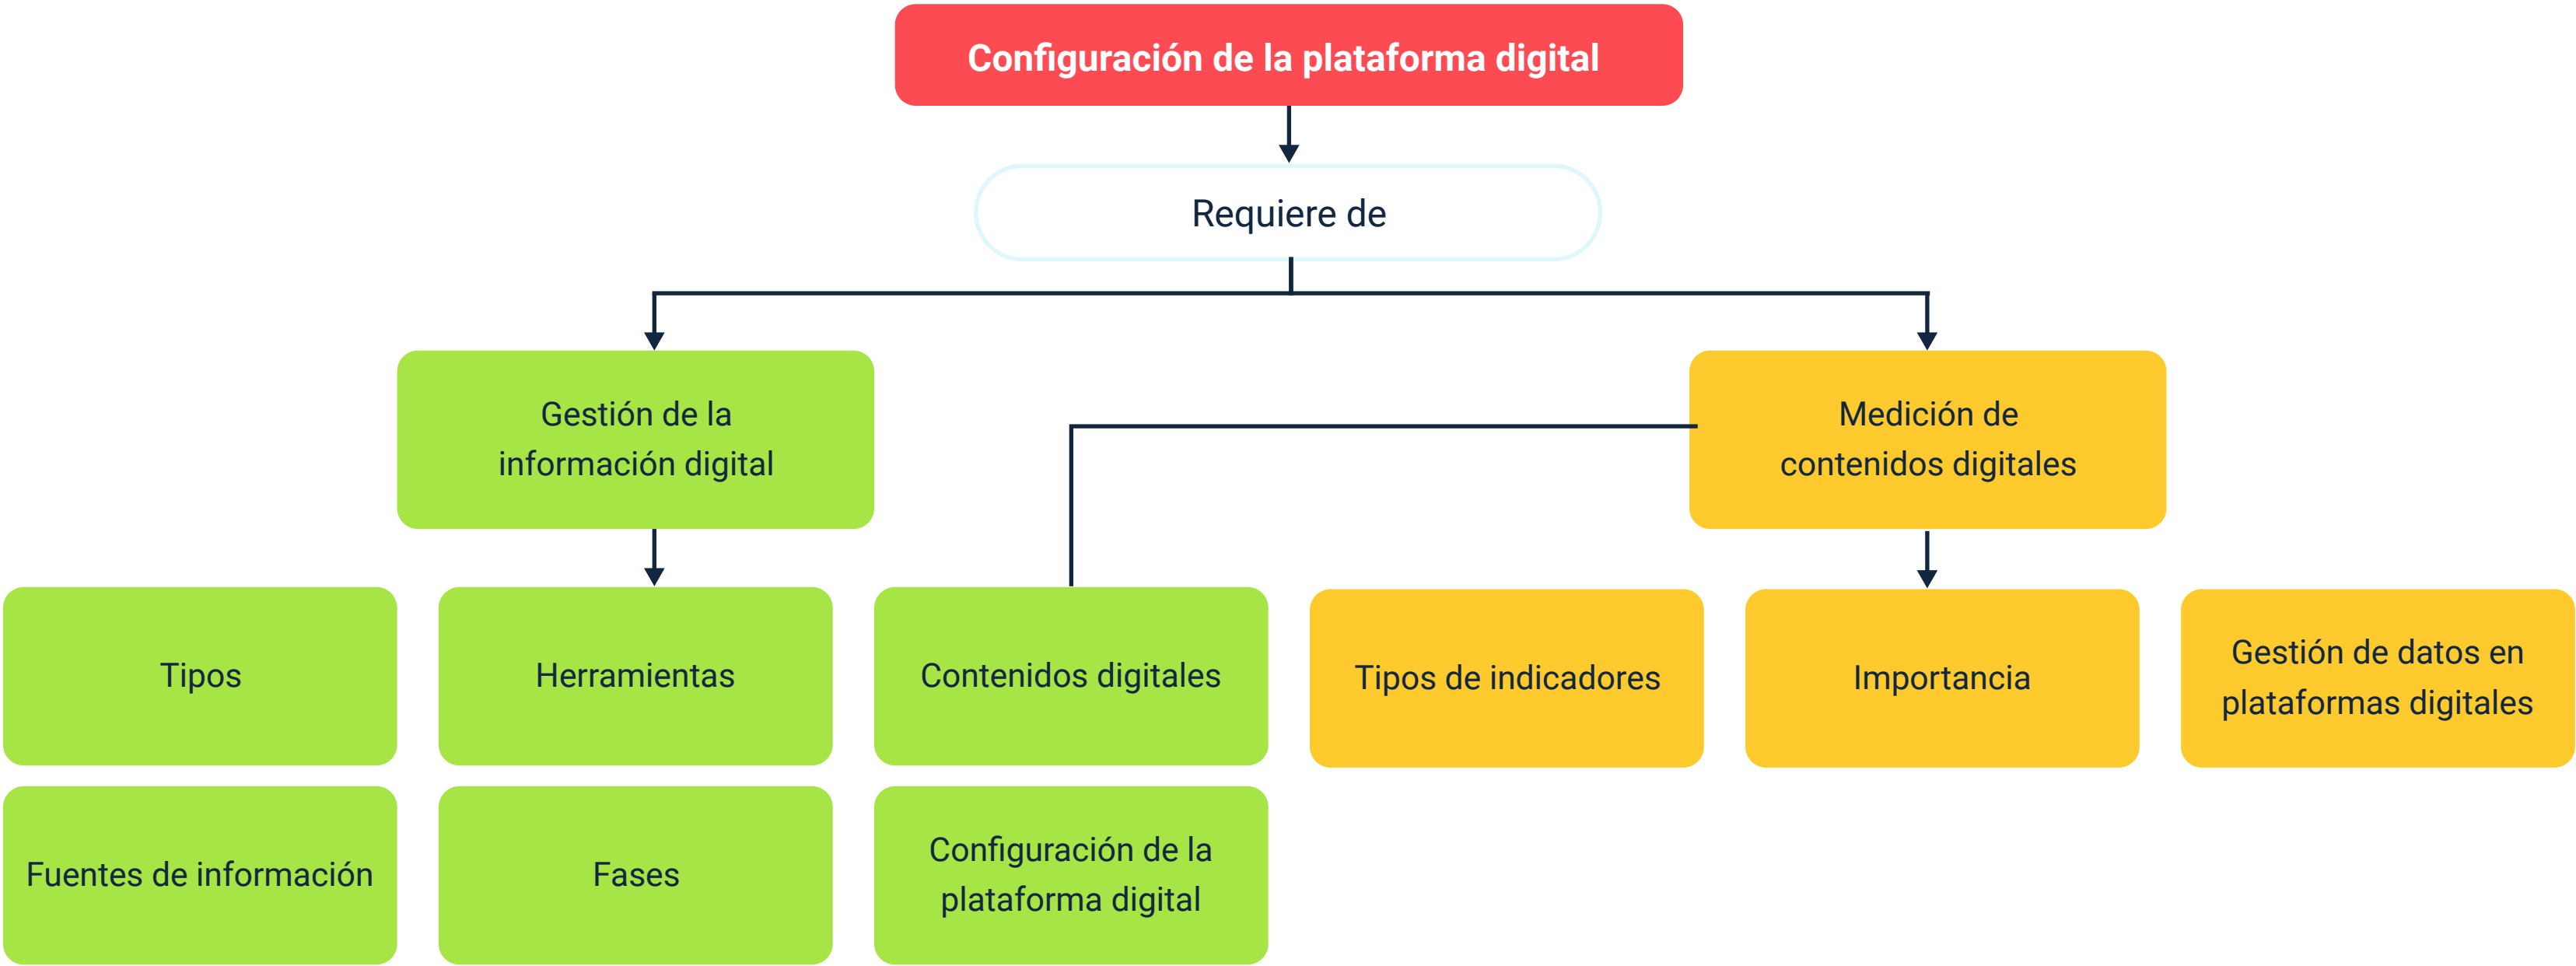 Configuración de la plataforma digital
Requiere de
Gestión de la
información digital
Medición de
contenidos digitales
Tipos
Herramientas
Contenidos digitales
Tipos de indicadores
Importancia
Gestión de datos en
plataformas digitales
Fuentes de información
Fases
Configuración de la
plataforma digital